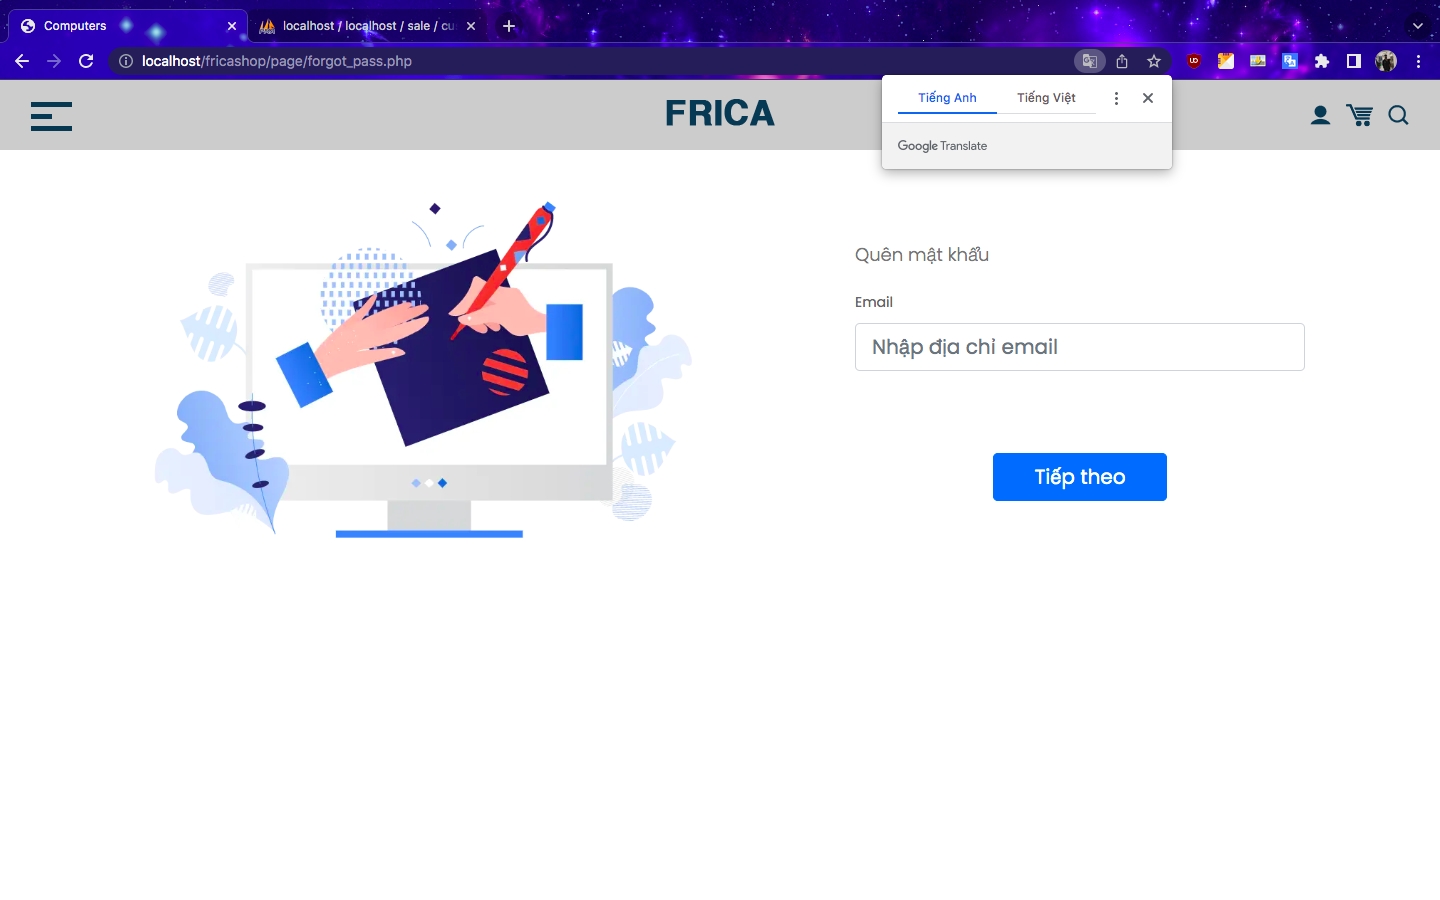 Computers
localhost / localhost / sale / cu
localhost/fricashop/page/forgot_pass.php
Tiếng Anh
Tiếng Việt
Google Translate
FRICA
Quên mật khẩu
Email
Nhập địa chỉ email
Tiếp theo